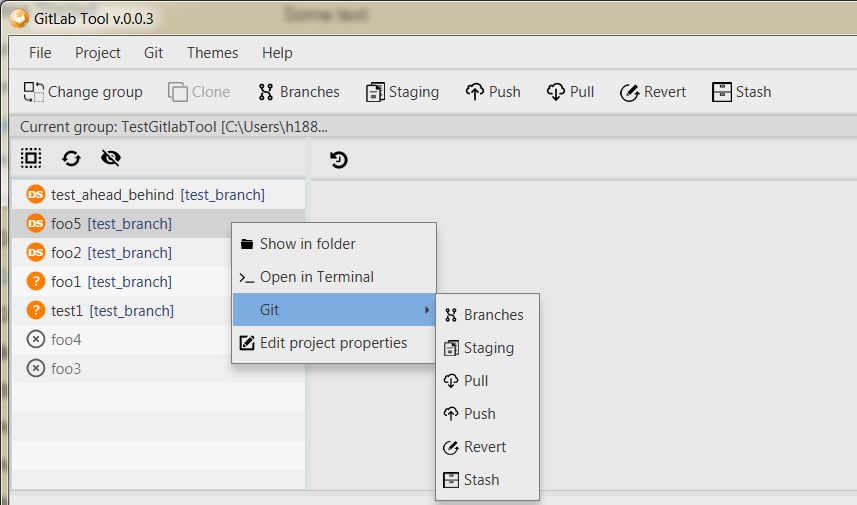 Some text
GitLab Tool v.0.0.3
File Project Git Themes Help
Change group Clone Branches Staging Push Pull Revert Stash
Current group: TestGitlabTool [C:\Users\h188...
DS test_ahead_behind [test_branch]
DS foo5 [test_branch]
DS foo2 [test_branch]
? foo1 [test_branch]
? test1 [test_branch]
foo4
foo3
Show in folder
Open in Terminal
Git
Edit project properties
Branches
Staging
Pull
Push
Revert
Stash